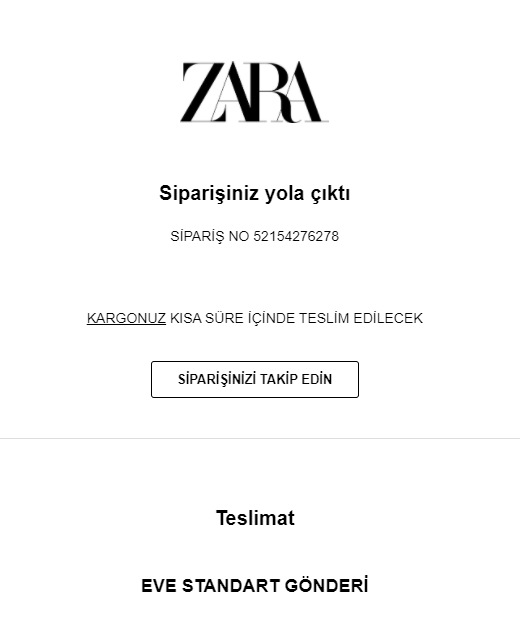 ZARA
Siparişiniz yola çıktı
SİPARİŞ NO 52154276278
KARGONUZ KISA SÜRE İÇİNDE TESLİM EDİLECEK
SİPARİŞİNİZİ TAKİP EDİN
Teslimat
EVE STANDART GÖNDERİ